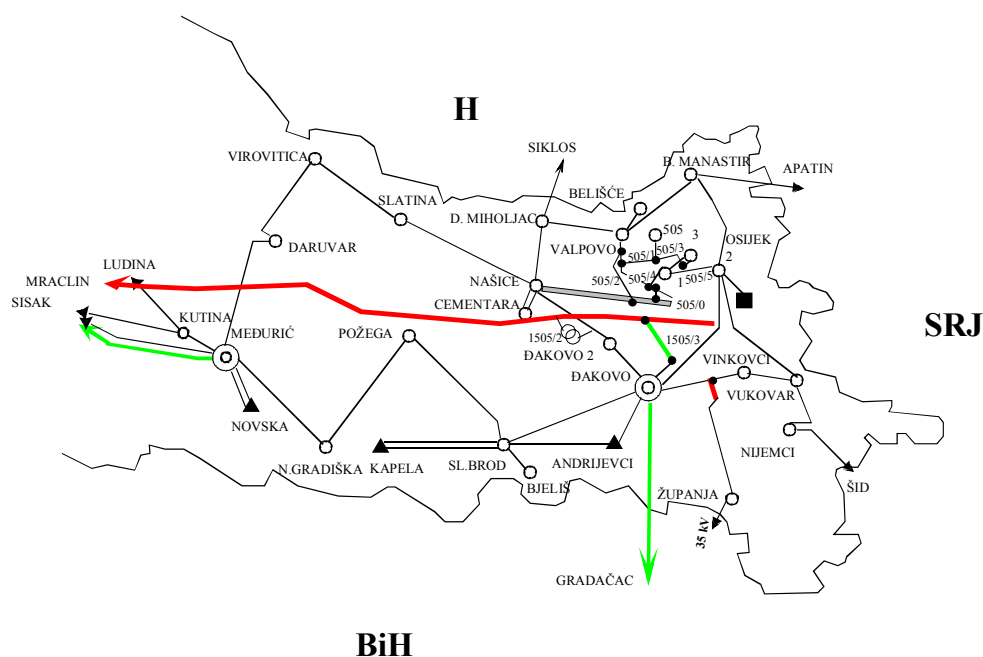 H
SIKLOS
VIROVITICA
B. MANASTIR
APATIN
BELIŠĆE
SLATINA
D. MIHOLJAC
505
3
OSIJEK
DARUVAR
VALPOVO
505/1
505/3
2
LUDINA
505/2
505/4
1
505/5
MRACLIN
NAŠICE
SISAK
CEMENTARA
505/0
KUTINA
MEĐURIĆ
POŽEGA
1505/2
1505/3
SRJ
ĐAKOVO 2
VINKOVCI
ĐAKOVO
VUKOVAR
NOVSKA
N.GRADIŠKA
KAPELA
SL.BROD
ANDRIJEVCI
NIJEMCI
BJELIŠ
ŽUPANJA
ŠID
35 kV
GRADAČAC
BiH